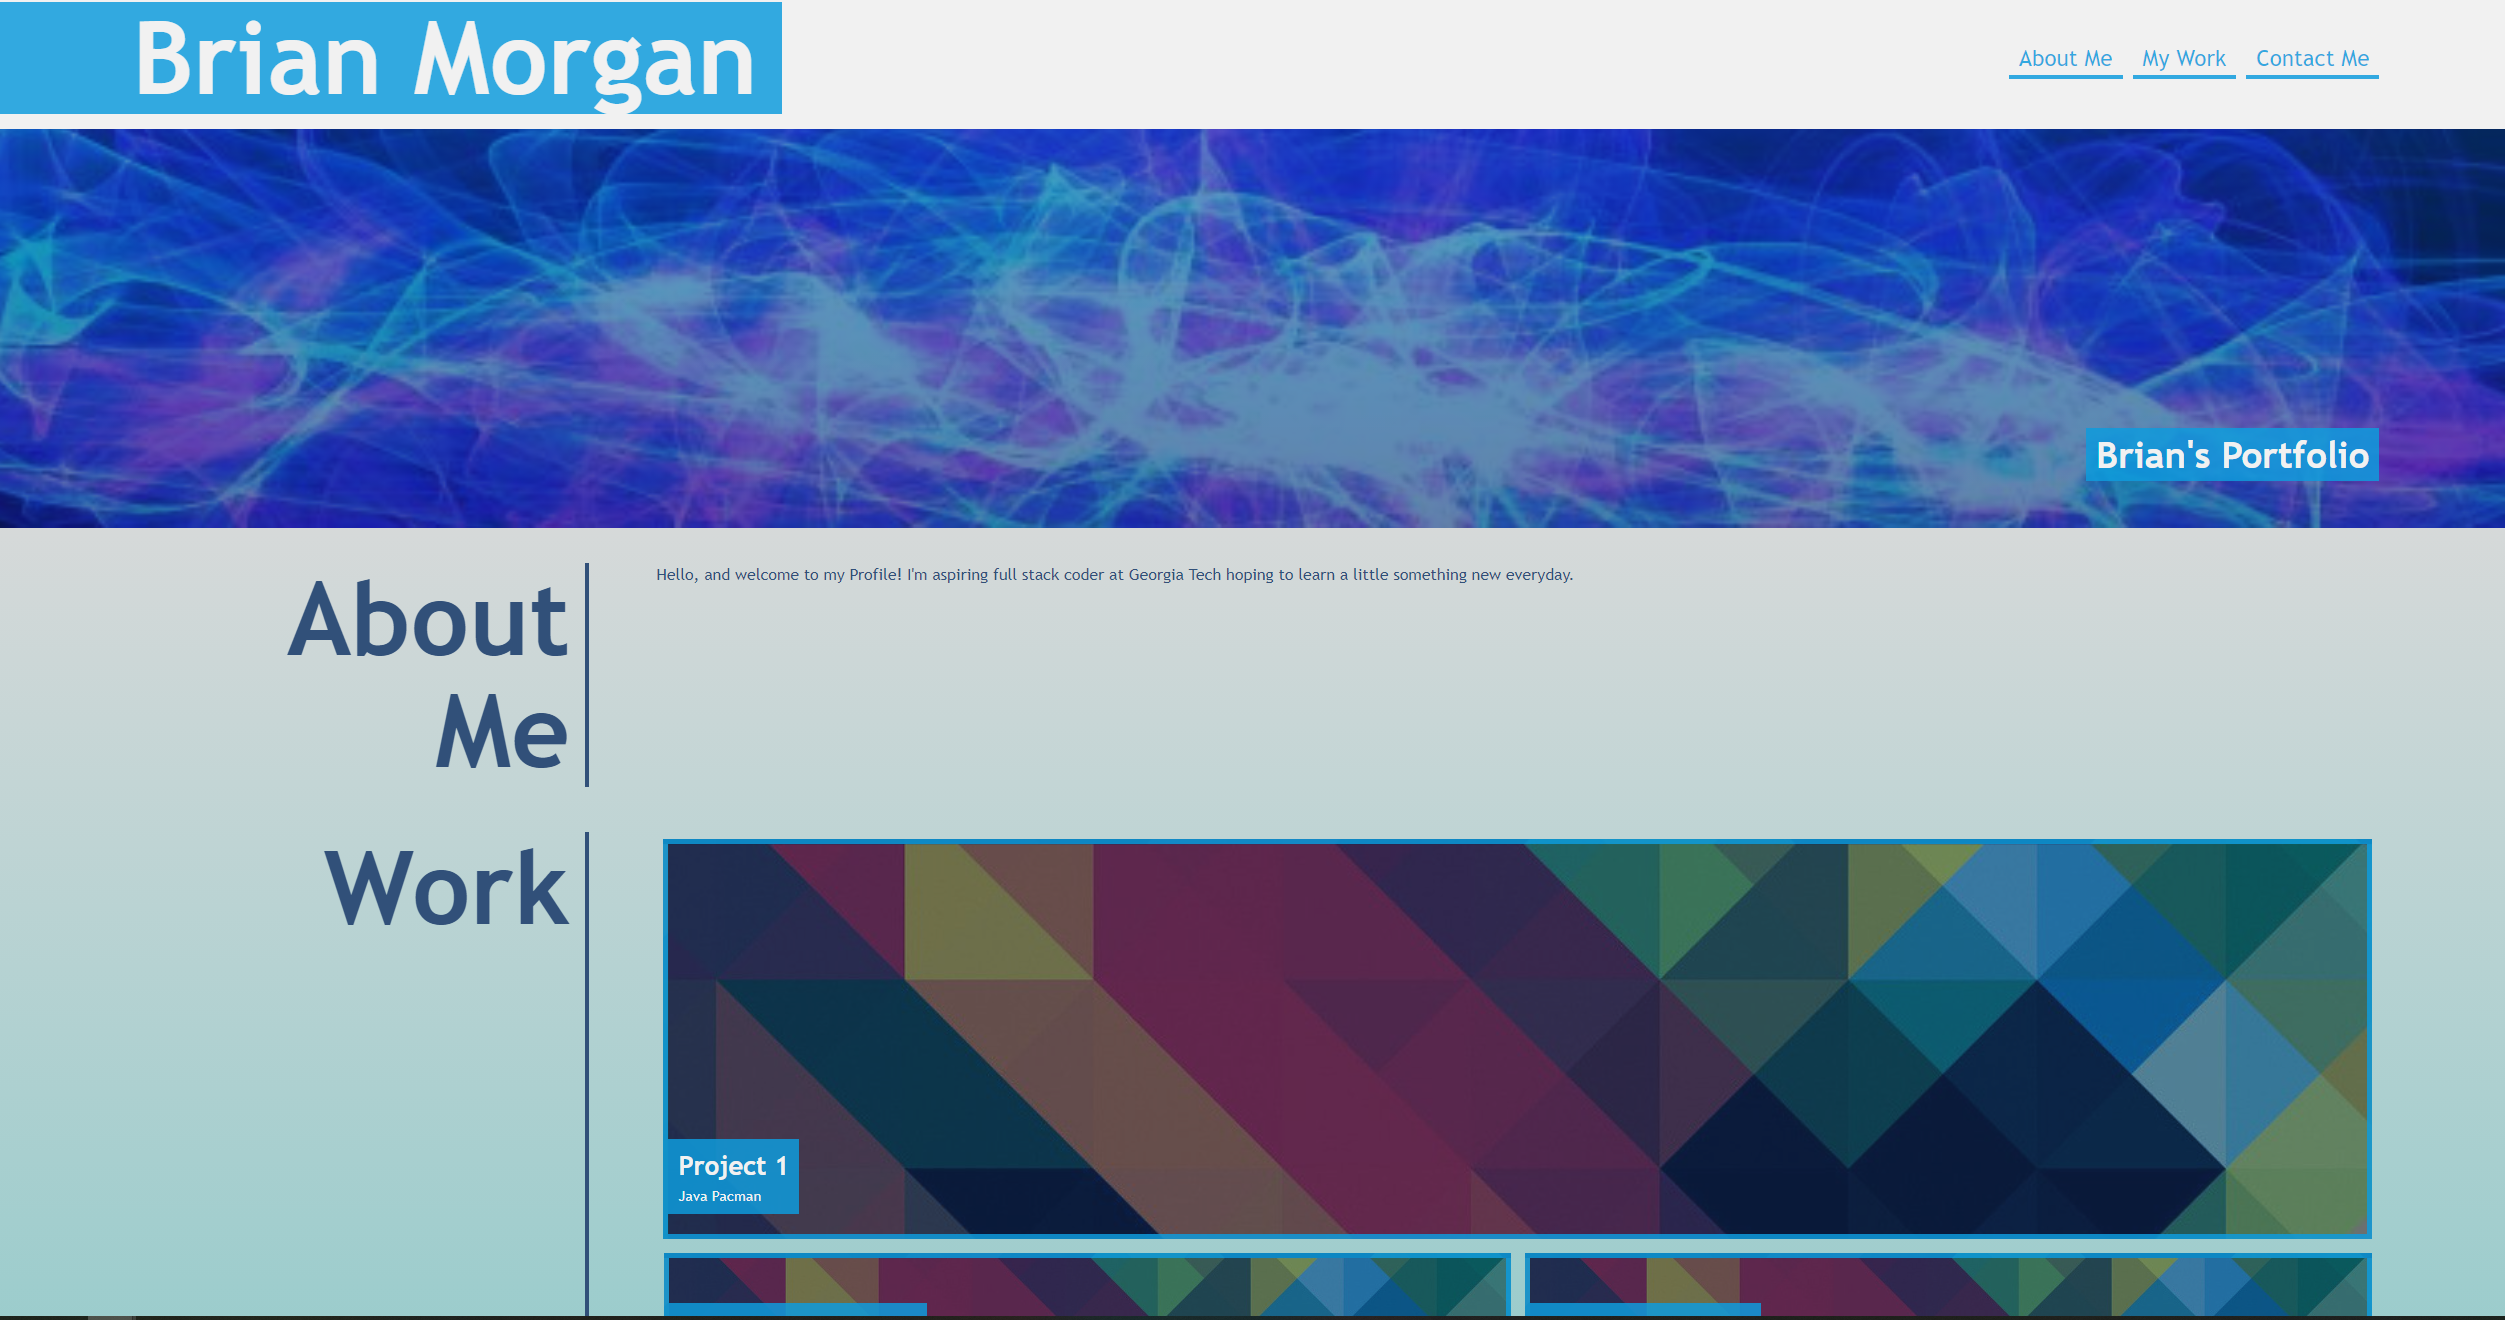 Brian Morgan
About Me My Work Contact Me
Brian's Portfolio
About
Me
Hello, and welcome to my Profile! I'm aspiring full stack coder at Georgia Tech hoping to learn a little something new everyday.
Work
Project 1
Java Pacman